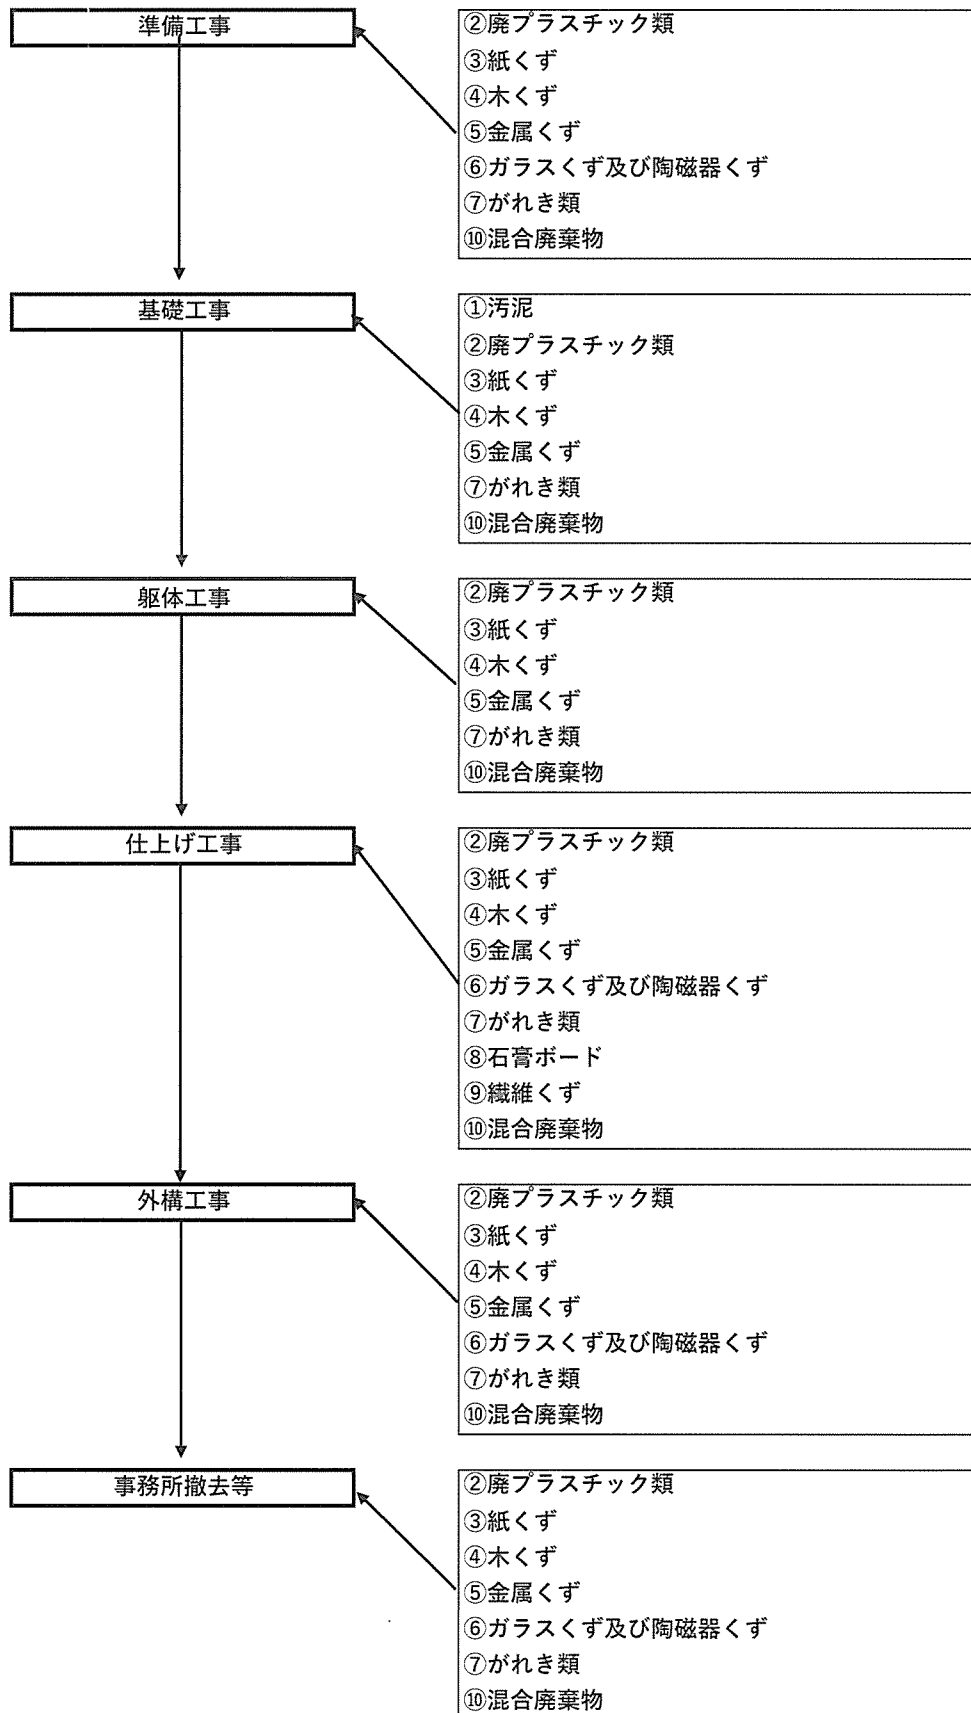 準備工事
②廃プラスチック類
③紙くず
④木くず
⑤金属くず
⑥ガラスくず及び陶磁器くず
⑦がれき類
⑩混合廃棄物
基礎工事
①汚泥
②廃プラスチック類
③紙くず
④木くず
⑤金属くず
⑦がれき類
⑩混合廃棄物
躯体工事
②廃プラスチック類
③紙くず
④木くず
⑤金属くず
⑦がれき類
⑩混合廃棄物
仕上げ工事
②廃プラスチック類
③紙くず
④木くず
⑤金属くず
⑥ガラスくず及び陶磁器くず
⑦がれき類
⑧石膏ボード
⑨繊維くず
⑩混合廃棄物
外構工事
②廃プラスチック類
③紙くず
④木くず
⑤金属くず
⑥ガラスくず及び陶磁器くず
⑦がれき類
⑩混合廃棄物
事務所撤去等
②廃プラスチック類
③紙くず
④木くず
⑤金属くず
⑥ガラスくず及び陶磁器くず
⑦がれき類
⑩混合廃棄物